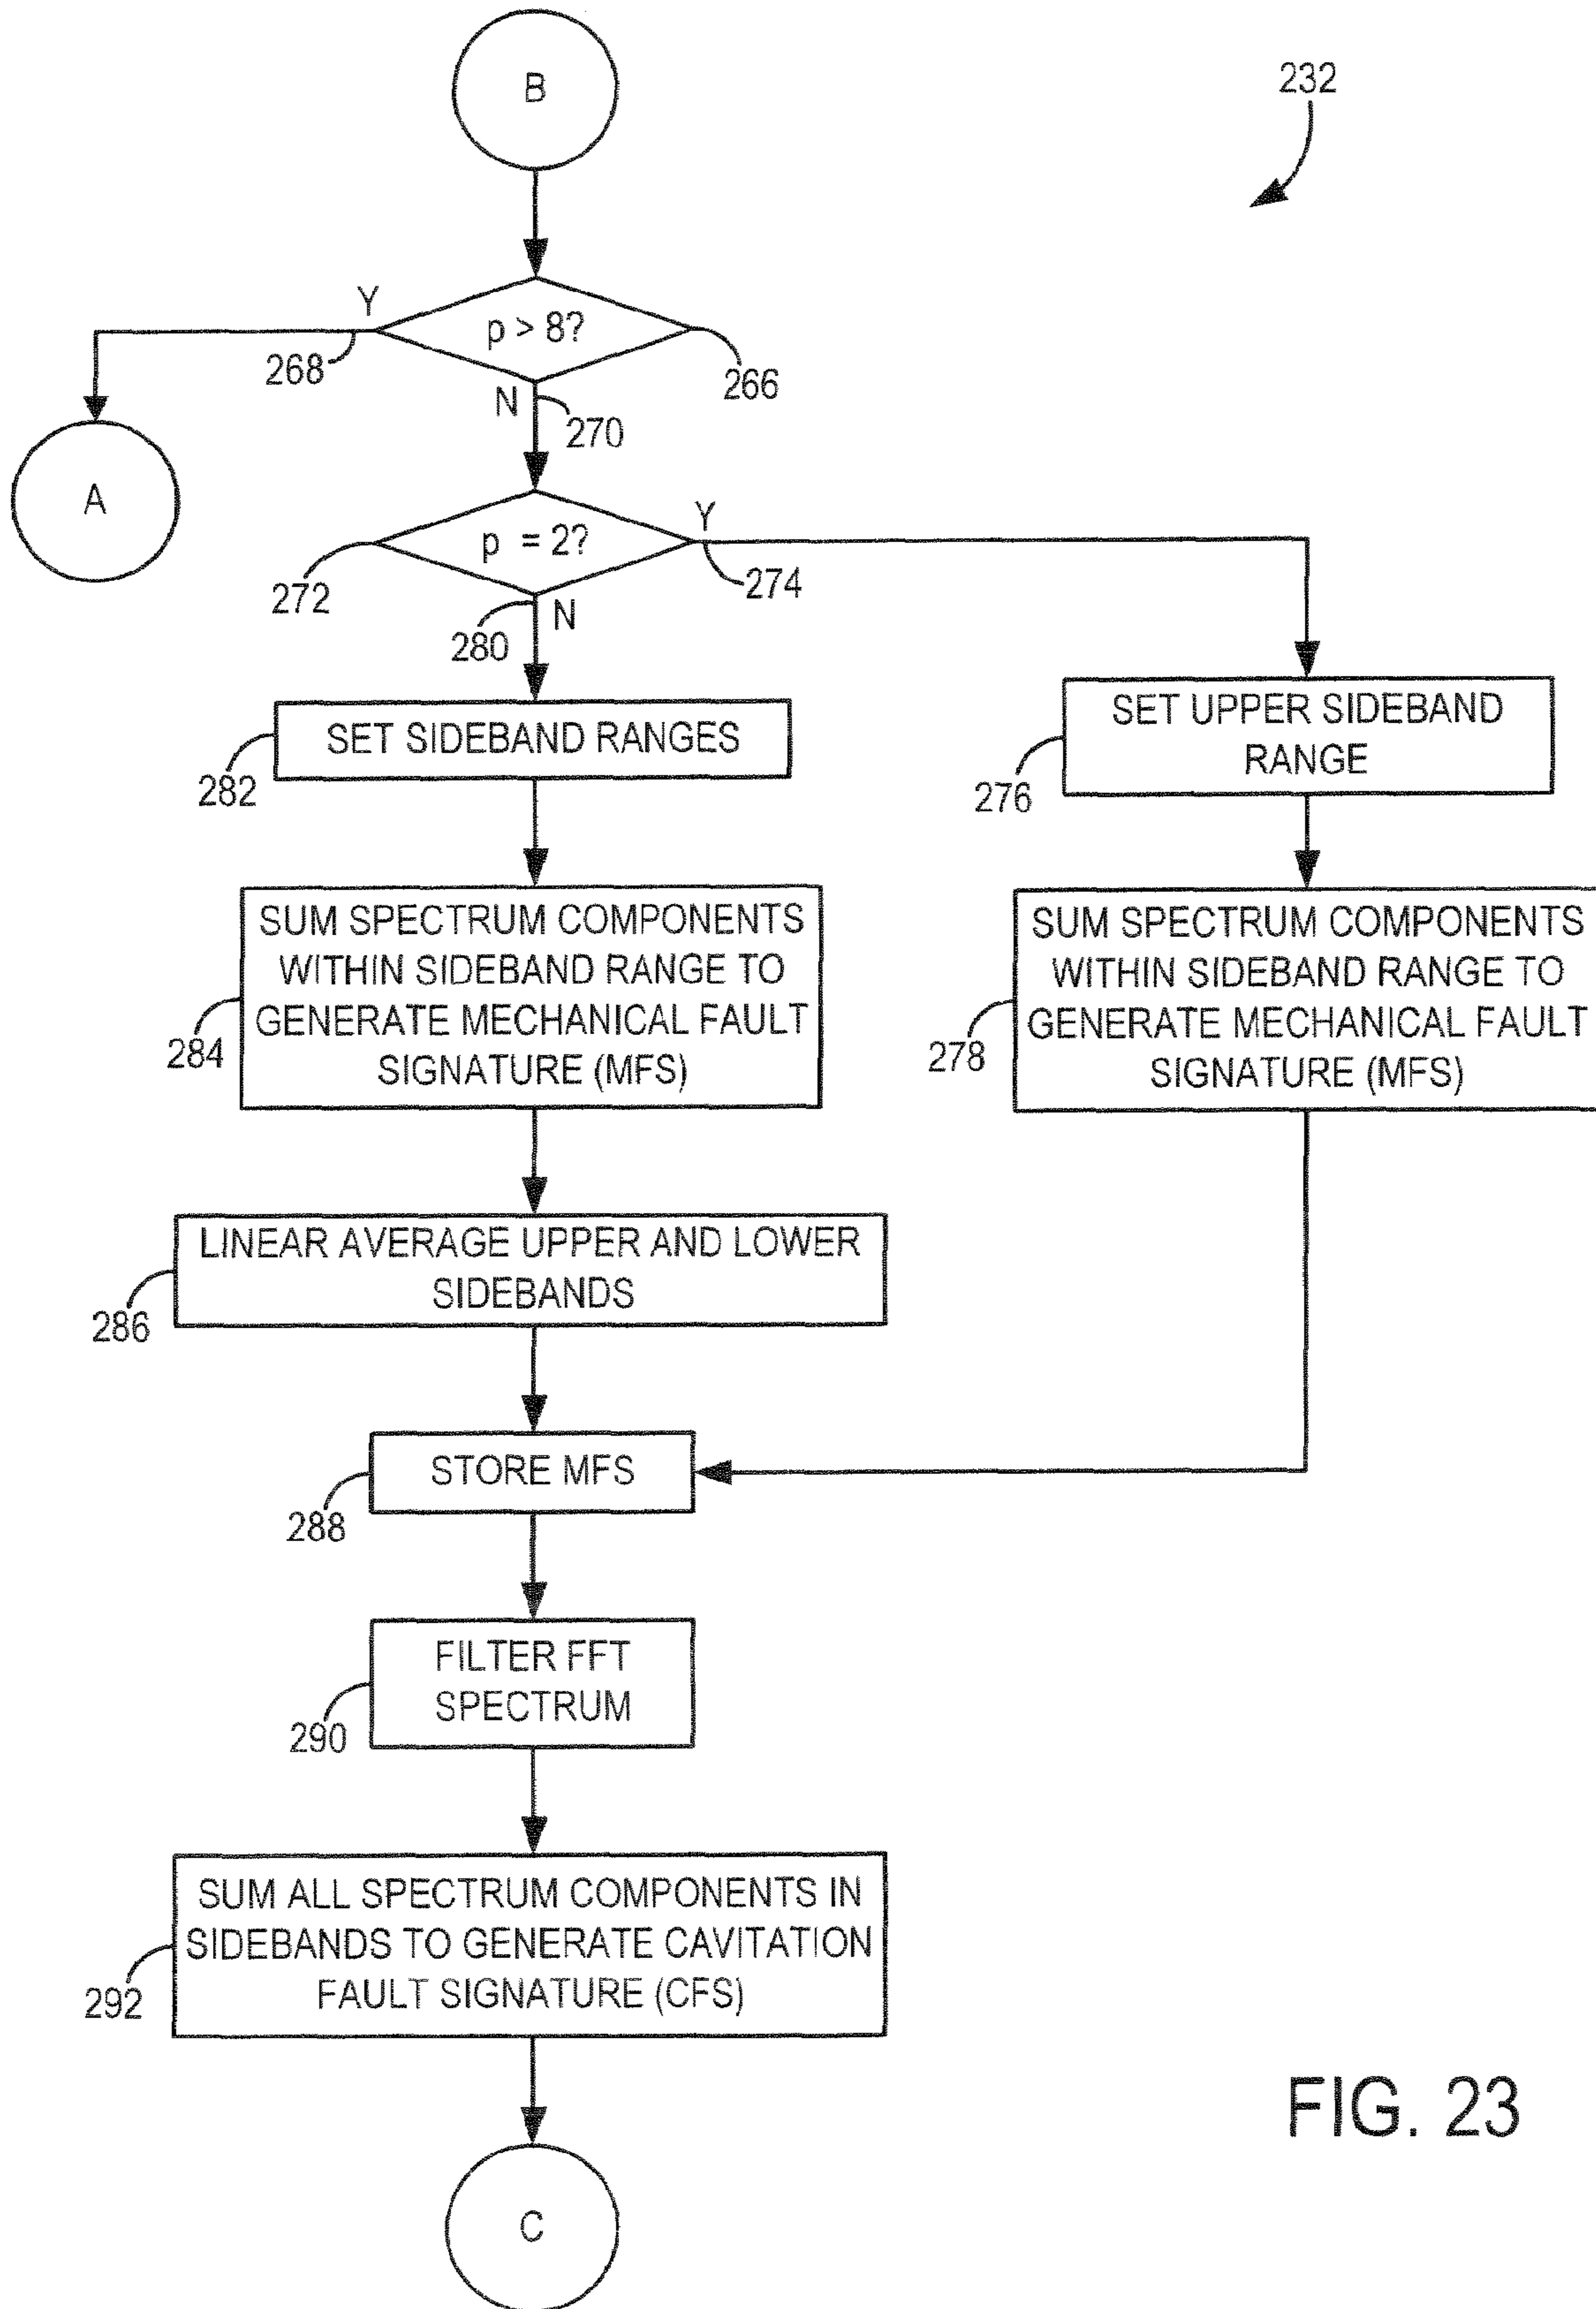 B
232
Y
p > 8?
268
266
N
270
A
Y
p = 2?
272
274
N
280
SET SIDEBAND RANGES
282
SET UPPER SIDEBAND
RANGE
276
SUM SPECTRUM COMPONENTS
WITHIN SIDEBAND RANGE TO
GENERATE MECHANICAL FAULT
SIGNATURE (MFS)
284
SUM SPECTRUM COMPONENTS
WITHIN SIDEBAND RANGE TO
GENERATE MECHANICAL FAULT
SIGNATURE (MFS)
278
LINEAR AVERAGE UPPER AND LOWER
SIDEBANDS
286
STORE MFS
288
FILTER FFT
SPECTRUM
290
SUM ALL SPECTRUM COMPONENTS IN
SIDEBANDS TO GENERATE CAVITATION
FAULT SIGNATURE (CFS)
292
FIG. 23
C